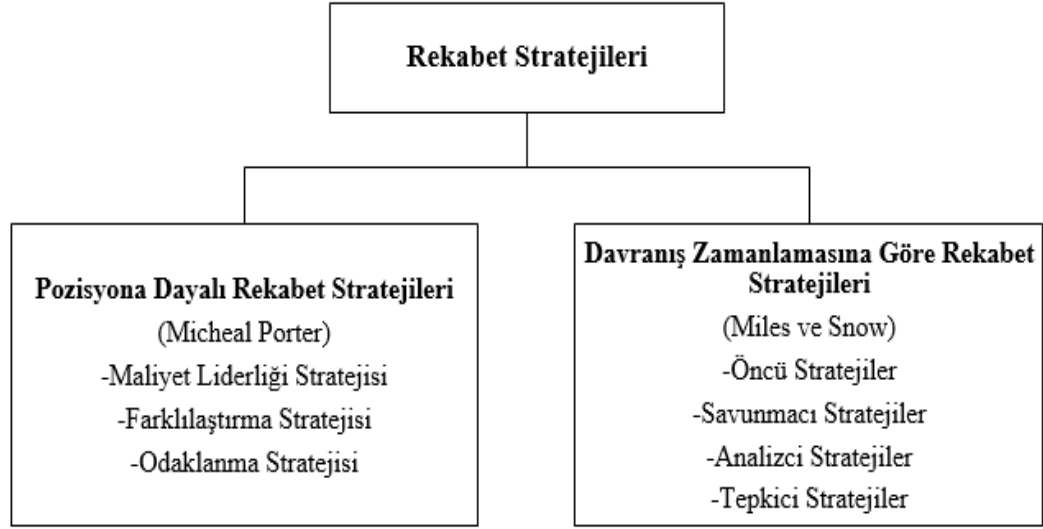 Rekabet Stratejileri
Pozisyona Dayalı Rekabet Stratejileri
(Micheal Porter)
-Maliyet Liderliği Stratejisi
-Farklılaştırma Stratejisi
-Odaklanma Stratejisi
Davranış Zamanlamasına Göre Rekabet
Stratejileri
(Miles ve Snow)
-Öncü Stratejiler
-Savunmacı Stratejiler
-Analizci Stratejiler
-Tepkici Stratejiler